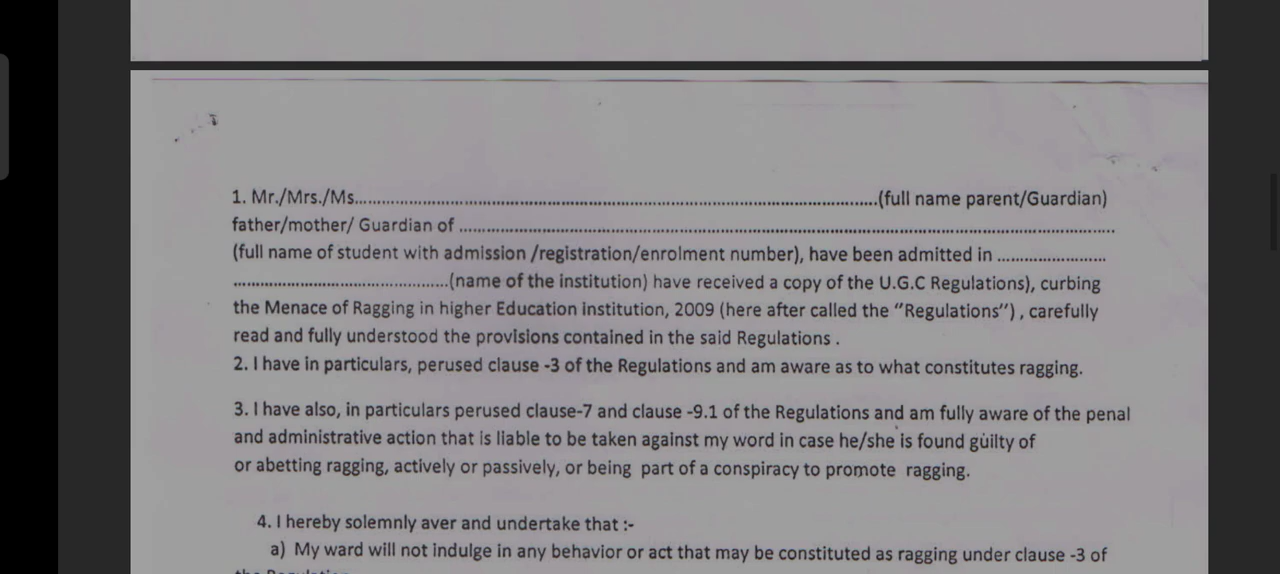 1. Mr./Mrs./Ms..........................................................................................................(full name parent/Guardian)
father/mother/ Guardian of ...................................................................................................................................
(full name of student with admission /registration/enrolment number), have been admitted in ......................
...........................................(name of the institution) have received a copy of the U.G.C Regulations), curbing
the Menace of Ragging in higher Education institution, 2009 (here after called the "Regulations") , carefully
read and fully understood the provisions contained in the said Regulations .
2. I have in particulars, perused clause -3 of the Regulations and am aware as to what constitutes ragging.
3. I have also, in particulars perused clause-7 and clause -9.1 of the Regulations and am fully aware of the penal
and administrative action that is liable to be taken against my word in case he/she is found guilty of
or abetting ragging, actively or passively, or being part of a conspiracy to promote ragging.
4. I hereby solemnly aver and undertake that :-
a) My ward will not indulge in any behavior or act that may be constituted as ragging under clause -3 of